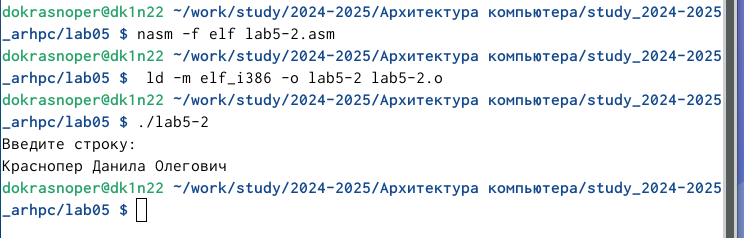 dokrasnoper@dk1n22 ~/work/study/2024-2025/Архитектура компьютера/study_2024-2025
_arhpc/lab05 $ nasm -f elf lab5-2.asm
dokrasnoper@dk1n22 ~/work/study/2024-2025/Архитектура компьютера/study_2024-2025
_arhpc/lab05 $  ld -m elf_i386 -o lab5-2 lab5-2.o
dokrasnoper@dk1n22 ~/work/study/2024-2025/Архитектура компьютера/study_2024-2025
_arhpc/lab05 $ ./lab5-2
Введите строку:
Краснопер Данила Олегович
dokrasnoper@dk1n22 ~/work/study/2024-2025/Архитектура компьютера/study_2024-2025
_arhpc/lab05 $